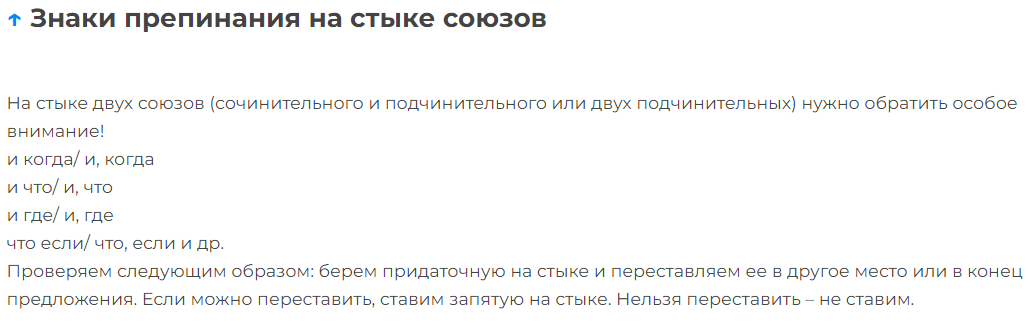 ↑ Знаки препинания на стыке союзов
На стыке двух союзов (сочинительного и подчинительного или двух подчинительных) нужно обратить особое
внимание!
и когда/ и, когда
и что/ и, что
и где/ и, где
что если/ что, если и др.
Проверяем следующим образом: берем придаточную на стыке и переставляем ее в другое место или в конец
предложения. Если можно переставить, ставим запятую на стыке. Нельзя переставить – не ставим.